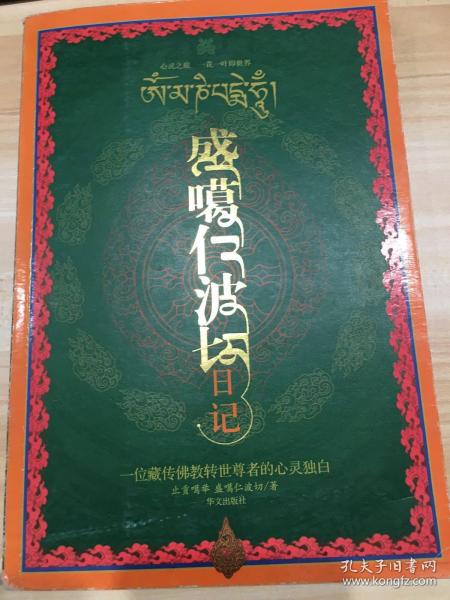 心灵之旅 一花一叶即世界
ༀ་མ་ཎི་པདྨེ་ཧཱུྃ།
盛噶仁波切
日记
一位藏传佛教转世尊者的心灵独白
止贡噶举 盛噶仁波切/著
华文出版社
孔夫子旧书网
www.kongfz.com